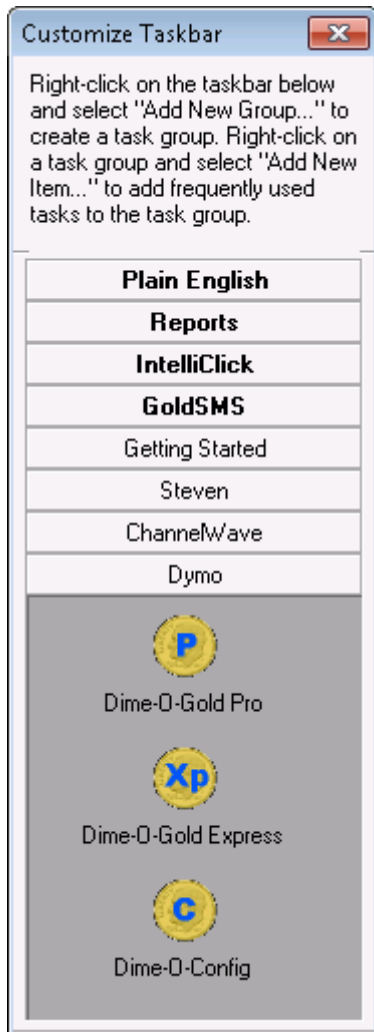 Customize Taskbar
Right-click on the taskbar below
and select "Add New Group..." to
create a task group. Right-click on
a task group and select "Add New
Item..." to add frequently used
tasks to the task group.
Plain English
Reports
IntelliClick
GoldSMS
Getting Started
Steven
ChannelWave
Dymo
P
Dime-O-Gold Pro
Xp
Dime-O-Gold Express
C
Dime-O-Config